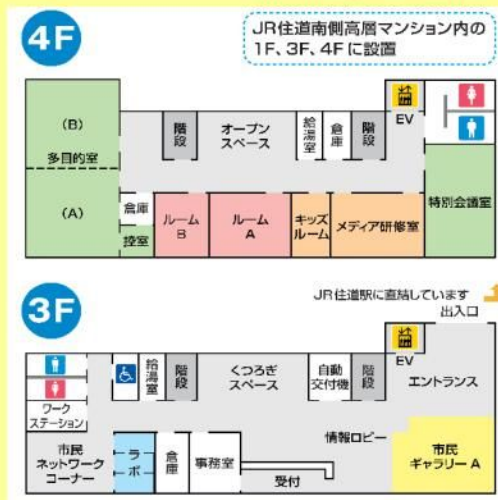 4F
JR住道南側高層マンション内の
1F、3F、4Fに設置
(B)
多目的室
(A)
階段
オープン
スペース
給湯室
倉庫
階段
EV
倉庫
控室
ルーム
B
ルーム
A
キッズ
ルーム
メディア研修室
特別会議室
3F
JR住道駅に直結しています
出入口
給湯室
階段
くつろぎ
スペース
自動
交付機
階段
EV
エントランス
ワーク
ステーション
情報ロビー
市民
ネットワーク
コーナー
ラボ
倉庫
事務室
受付
市民
ギャラリーA